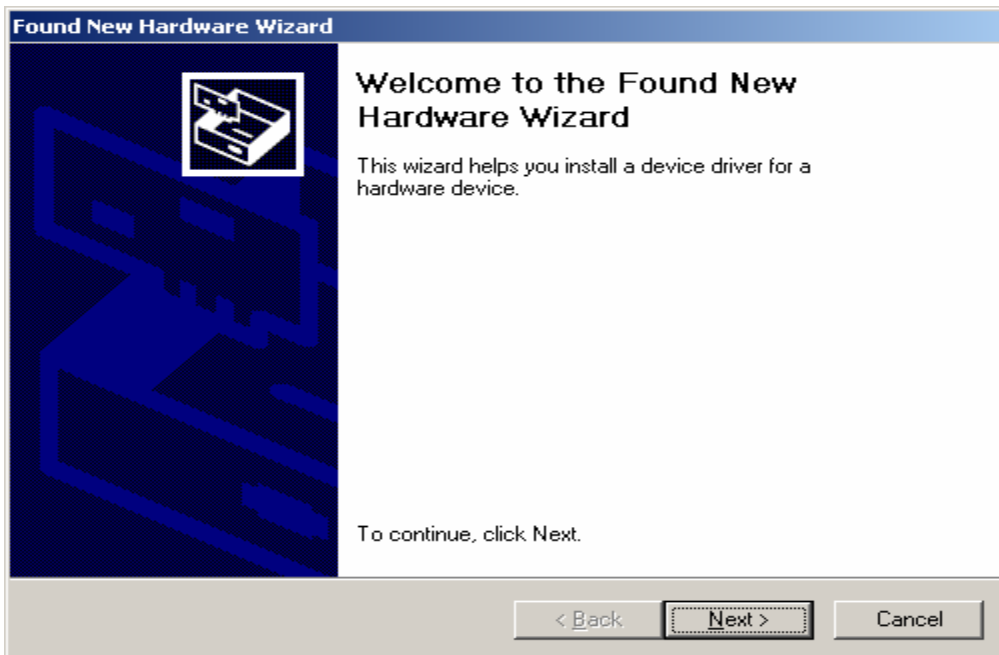 Found New Hardware Wizard
Welcome to the Found New
Hardware Wizard
This wizard helps you install a device driver for a
hardware device.
To continue, click Next.
< Back
Next >
Cancel